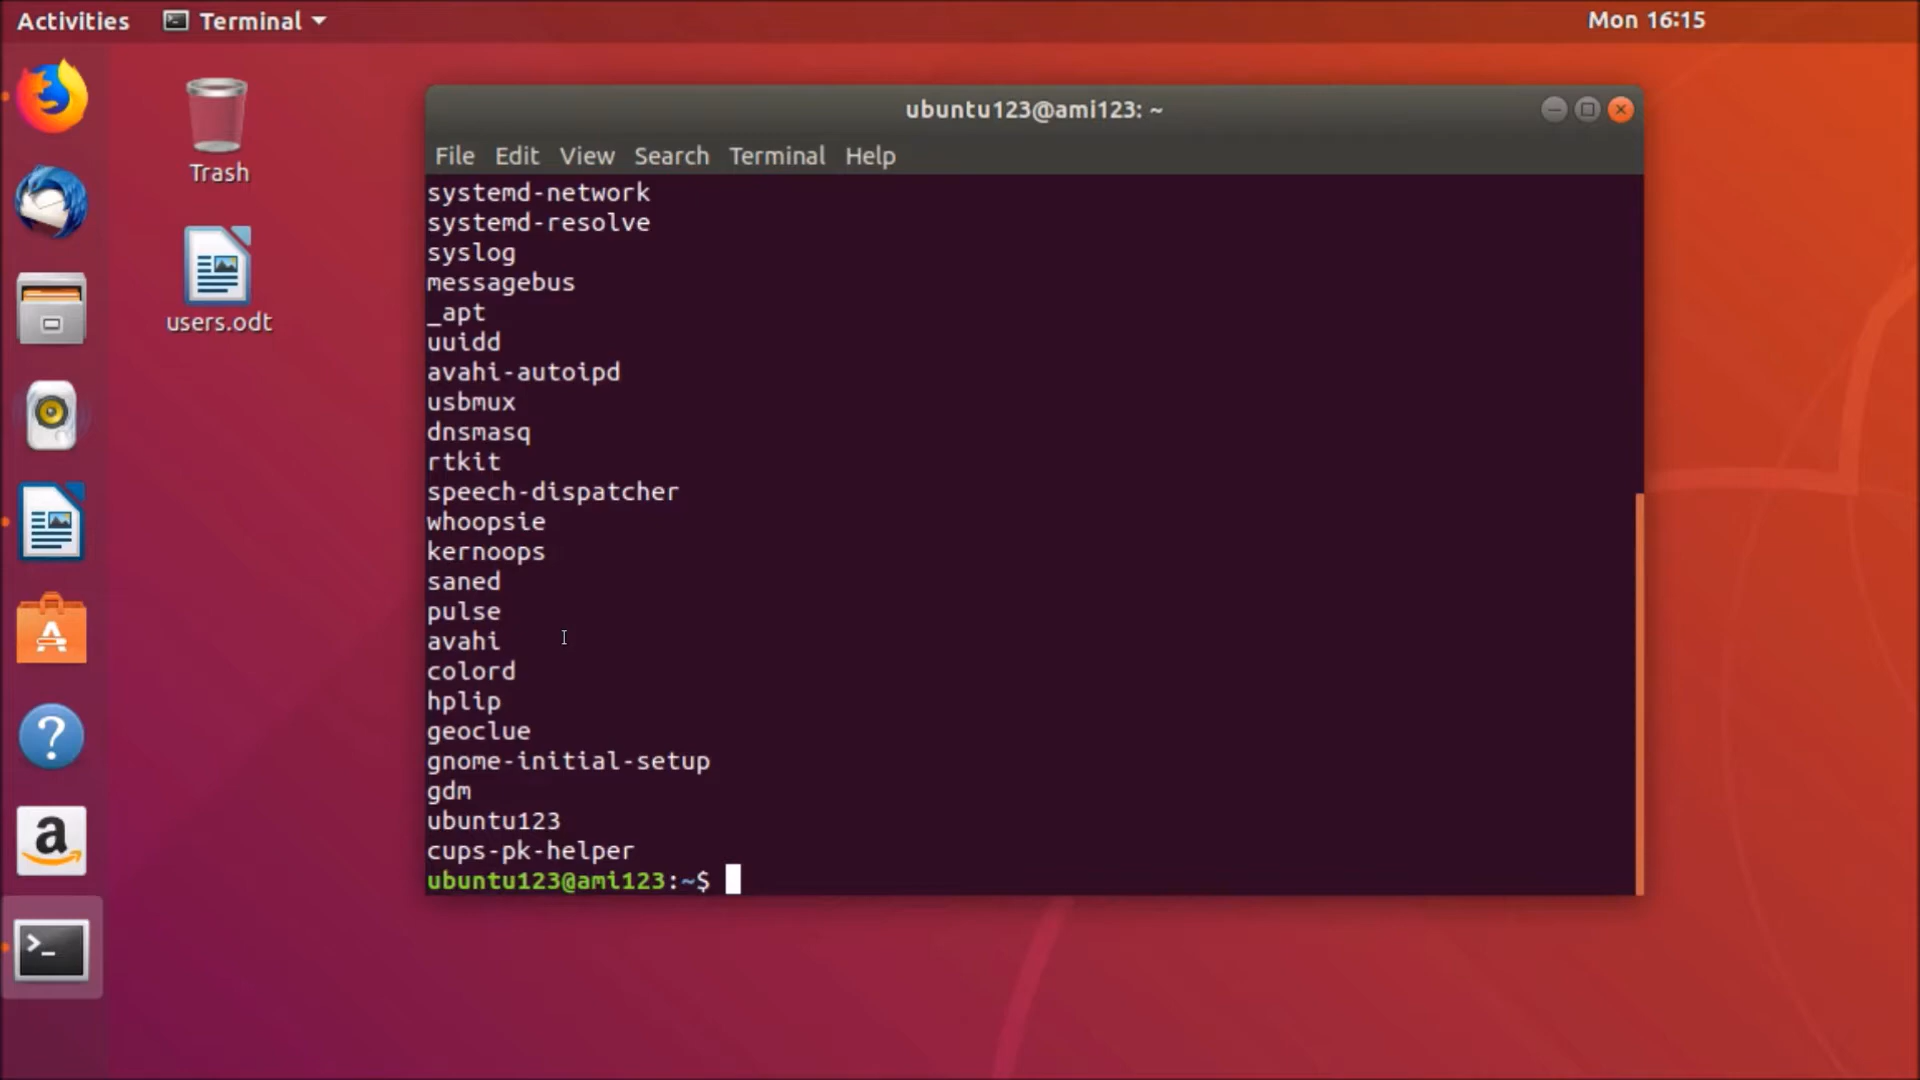 Activities Terminal Mon 16:15
Trash
users.odt
ubuntu123@ami123: ~
File Edit View Search Terminal Help
systemd-network
systemd-resolve
syslog
messagebus
_apt
uuidd
avahi-autoipd
usbmux
dnsmasq
rtkit
speech-dispatcher
whoopsie
kernoops
saned
pulse
avahi
colord
hplip
geoclue
gnome-initial-setup
gdm
ubuntu123
cups-pk-helper
ubuntu123@ami123:~$